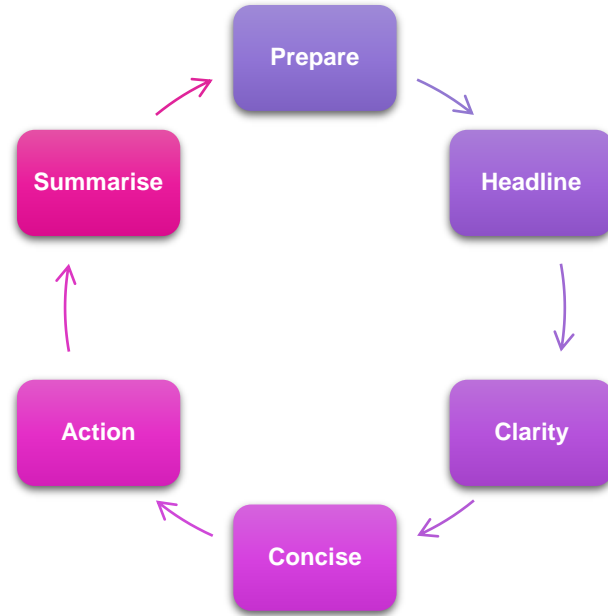 Prepare
Headline
Clarity
Concise
Action
Summarise